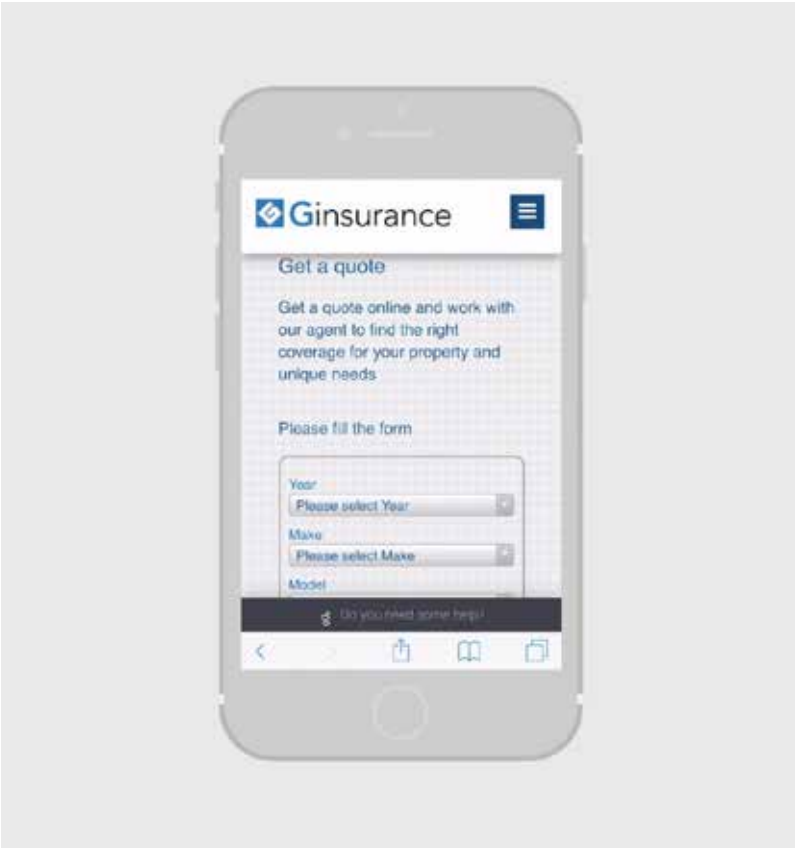 Ginsurance
Get a quote
Get a quote online and work with
our agent to find the right
coverage for your property and
unique needs
Please fill the form
Year
Please select Year
Make
Please select Make
Model
Do you need some help?